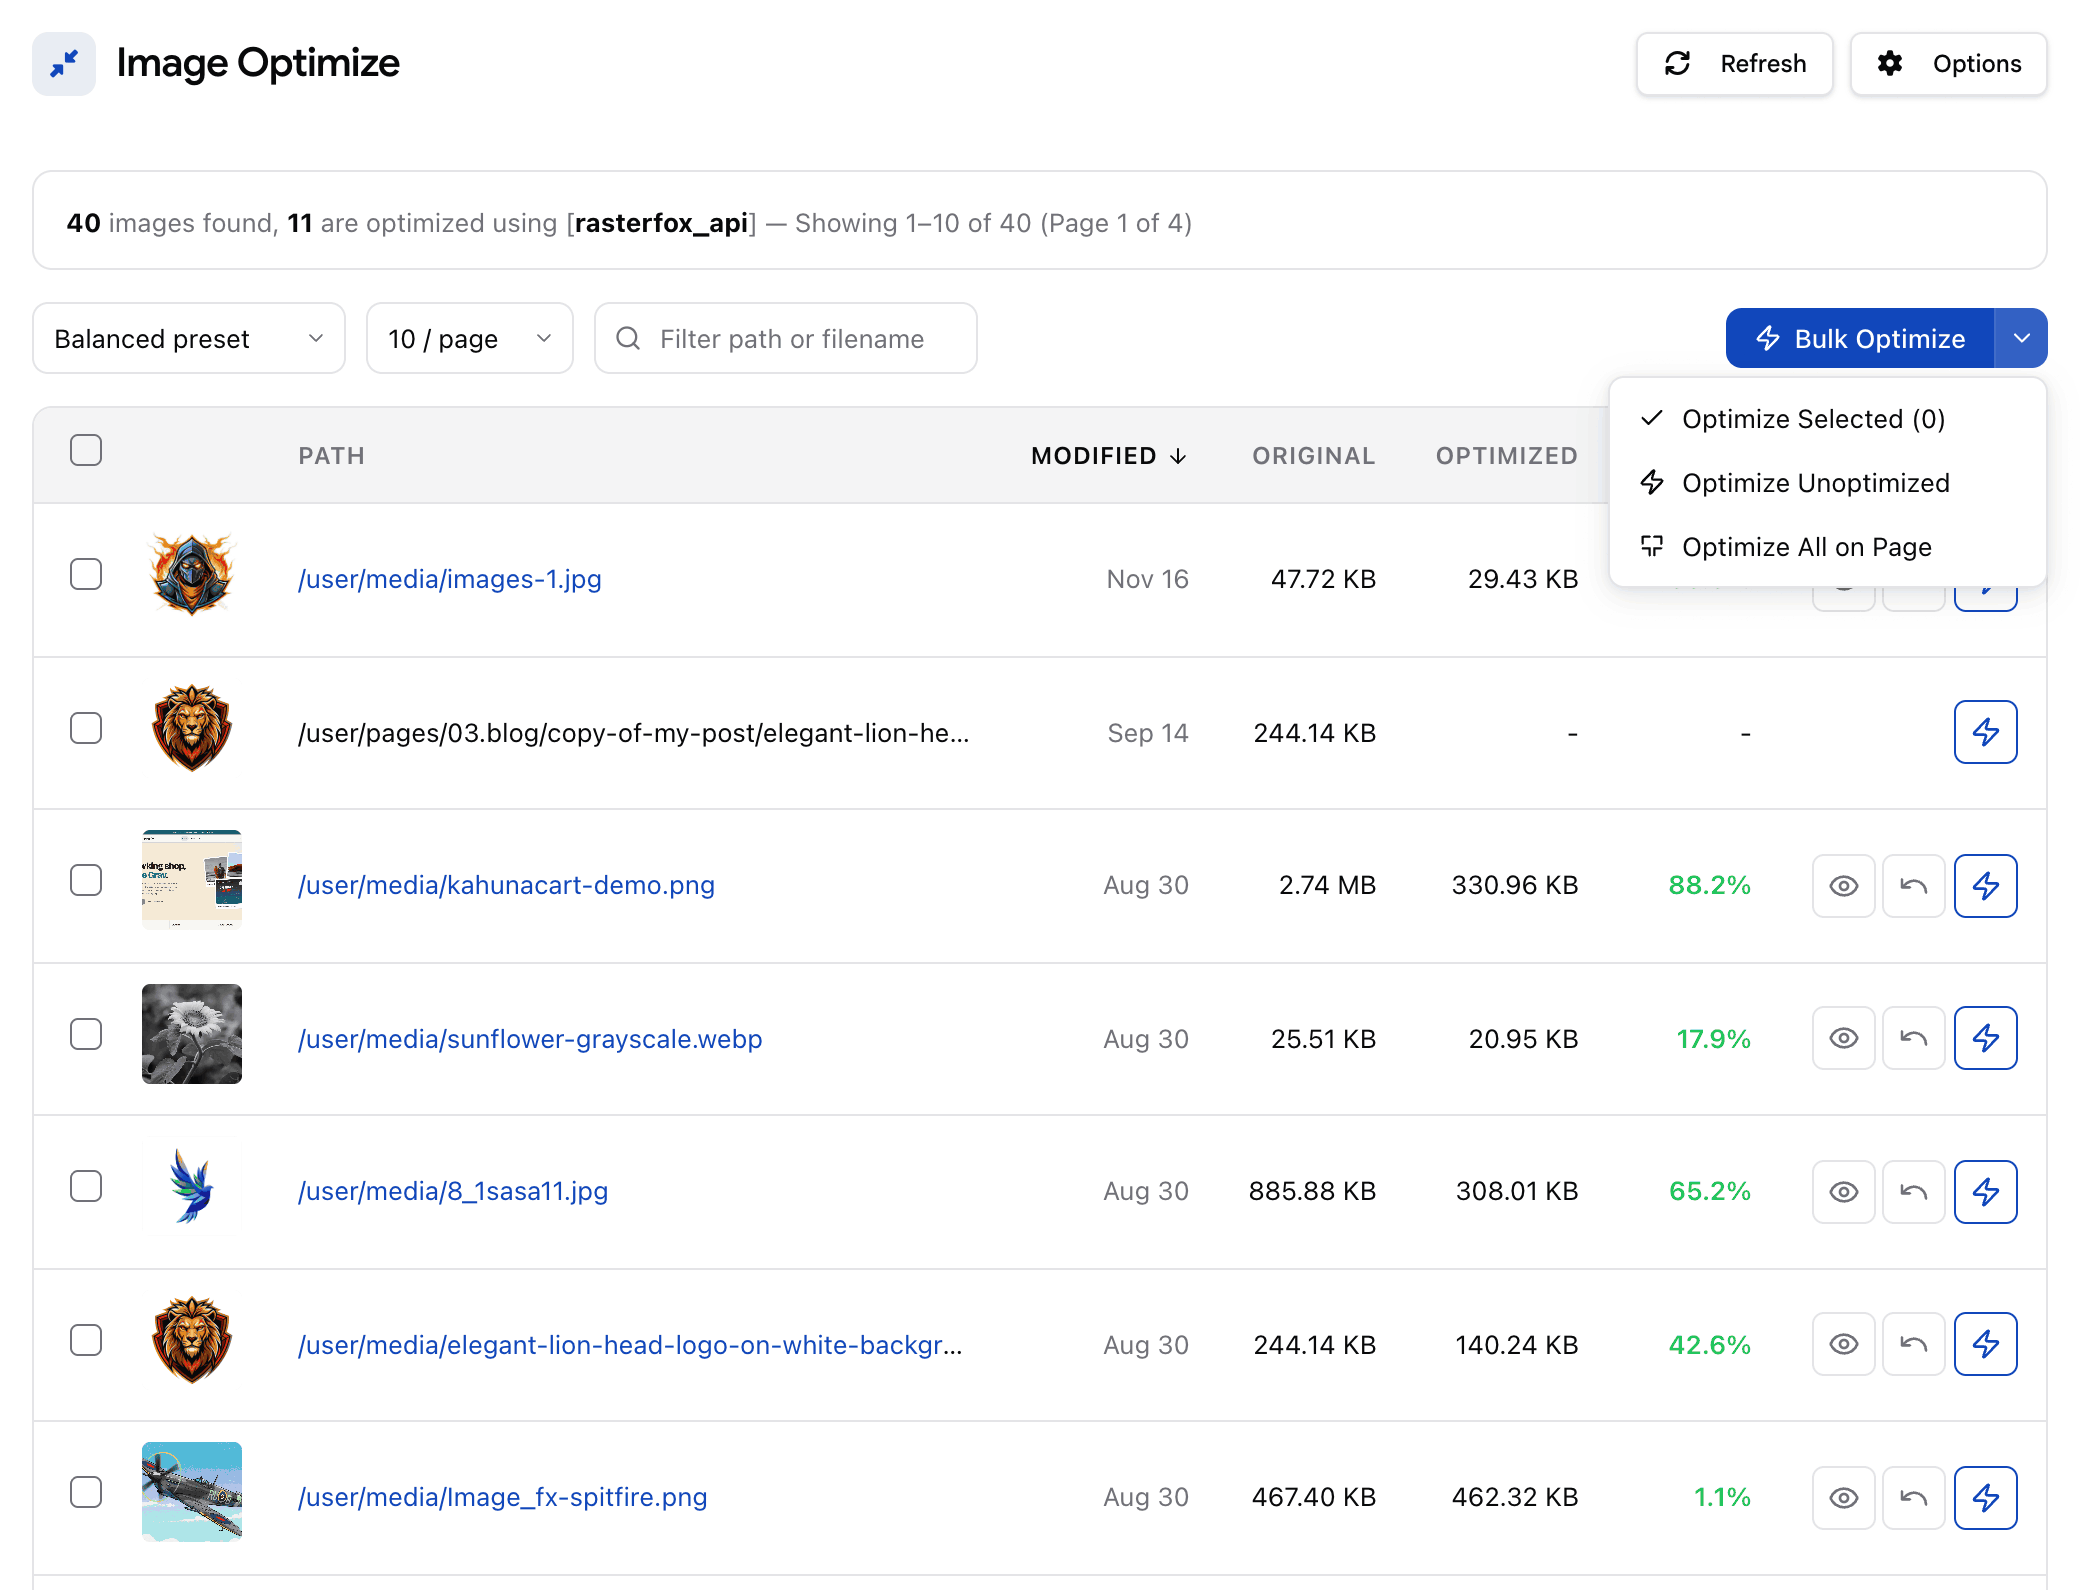 Image Optimize
Refresh
Options
40 images found, 11 are optimized using [rasterfox_api] — Showing 1–10 of 40 (Page 1 of 4)
Balanced preset
10 / page
Filter path or filename
Bulk Optimize
Optimize Selected (0)
Optimize Unoptimized
Optimize All on Page
PATH MODIFIED ORIGINAL OPTIMIZED
/user/media/images-1.jpg Nov 16 47.72 KB 29.43 KB
/user/pages/03.blog/copy-of-my-post/elegant-lion-he... Sep 14 244.14 KB - -
/user/media/kahunacart-demo.png Aug 30 2.74 MB 330.96 KB 88.2%
/user/media/sunflower-grayscale.webp Aug 30 25.51 KB 20.95 KB 17.9%
/user/media/8_1sasa11.jpg Aug 30 885.88 KB 308.01 KB 65.2%
/user/media/elegant-lion-head-logo-on-white-backgr... Aug 30 244.14 KB 140.24 KB 42.6%
/user/media/Image_fx-spitfire.png Aug 30 467.40 KB 462.32 KB 1.1%